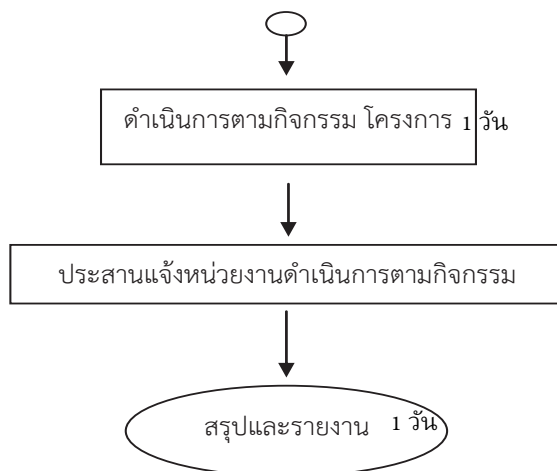 ดำเนินการตามกิจกรรม โครงการ 1 วัน
ประสานแจ้งหน่วยงานดำเนินการตามกิจกรรม
สรุปและรายงาน 1 วัน